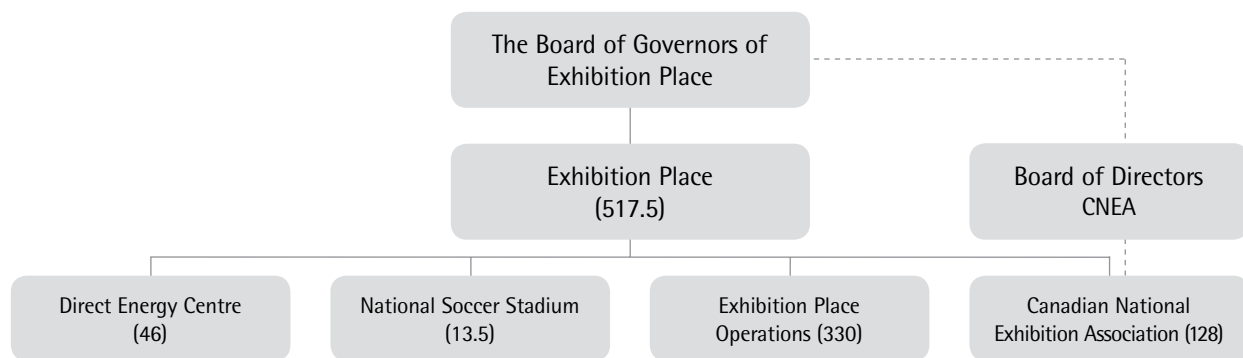 The Board of Governors of
Exhibition Place
Exhibition Place
(517.5)
Board of Directors
CNEA
Direct Energy Centre
(46)
National Soccer Stadium
(13.5)
Exhibition Place
Operations (330)
Canadian National
Exhibition Association (128)